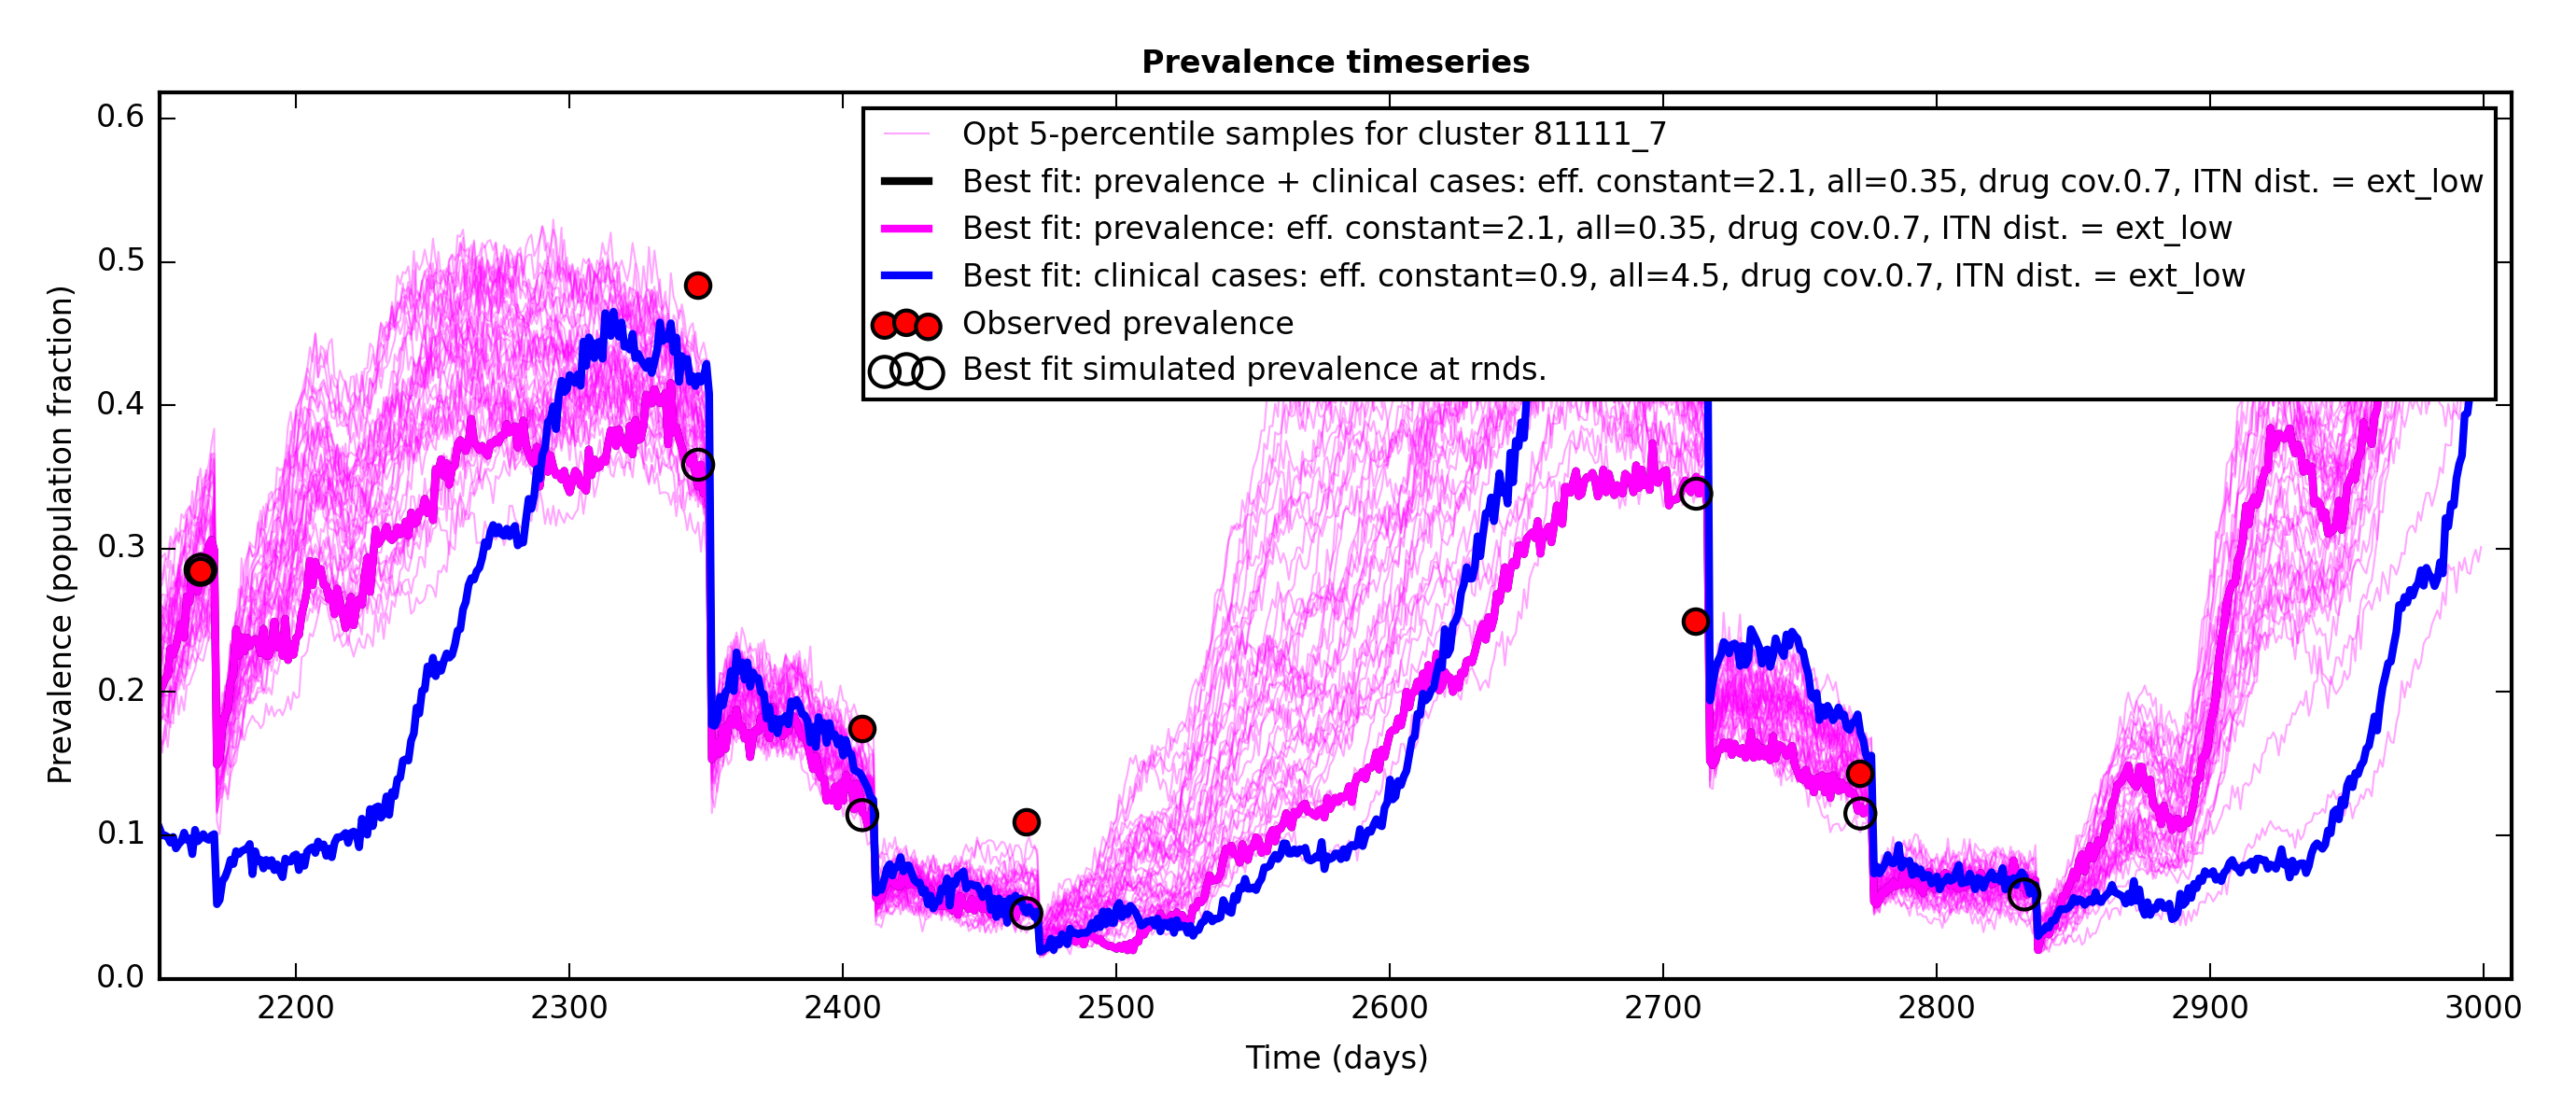 Prevalence timeseries
Opt 5-percentile samples for cluster 81111_7
Best fit: prevalence + clinical cases: eff. constant=2.1, all=0.35, drug cov.0.7, ITN dist. = ext_low
Best fit: prevalence: eff. constant=2.1, all=0.35, drug cov.0.7, ITN dist. = ext_low
Best fit: clinical cases: eff. constant=0.9, all=4.5, drug cov.0.7, ITN dist. = ext_low
Observed prevalence
Best fit simulated prevalence at rnds.
Prevalence (population fraction)
0.6
0.5
0.4
0.3
0.2
0.1
0.0
2200 2300 2400 2500 2600 2700 2800 2900 3000
Time (days)